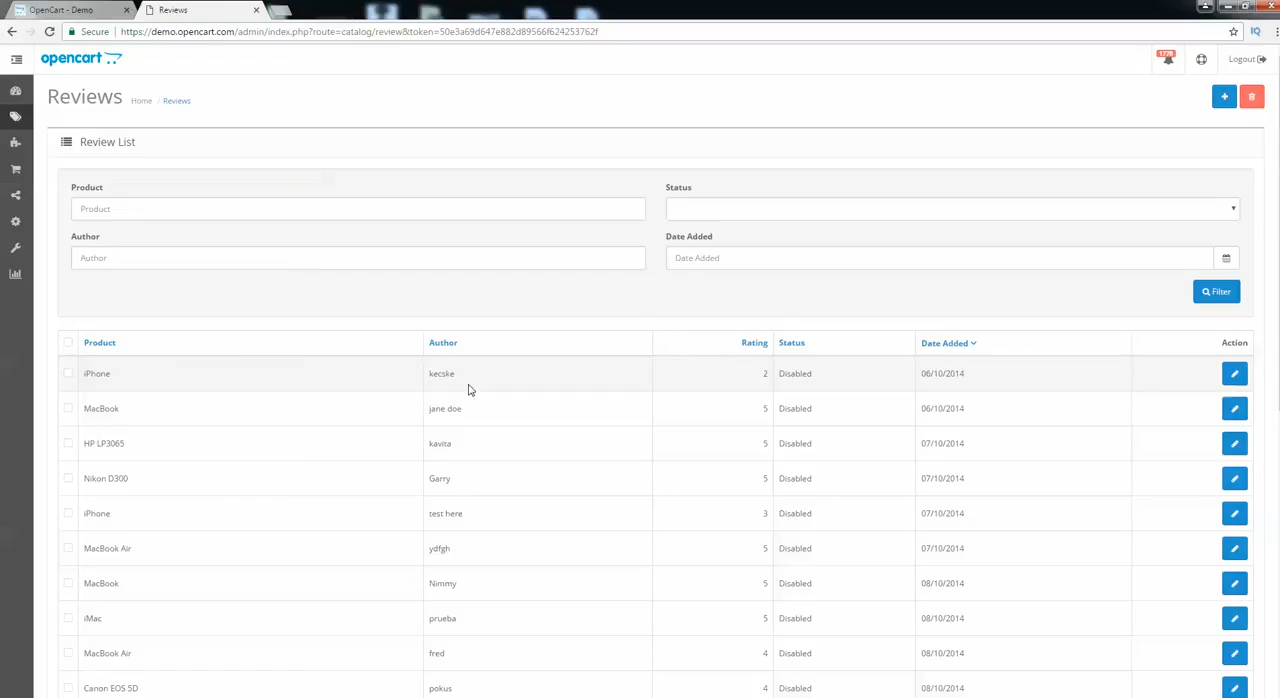 OpenCart - Demo
Reviews
Secure
https://demo.opencart.com/admin/index.php?route=catalog/review&token=50e3a69d647e882d89566f624253762f
opencart
Logout
Reviews
Home / Reviews
Review List
Product
Status
Product
Author
Date Added
Author
Date Added
Filter
Product Author Rating Status Date Added Action
iPhone kecske 2 Disabled 06/10/2014
MacBook jane doe 5 Disabled 06/10/2014
HP LP3065 kavita 5 Disabled 07/10/2014
Nikon D300 Garry 5 Disabled 07/10/2014
iPhone test here 3 Disabled 07/10/2014
MacBook Air ydfgh 5 Disabled 07/10/2014
MacBook Nimmy 5 Disabled 08/10/2014
iMac prueba 5 Disabled 08/10/2014
MacBook Air fred 4 Disabled 08/10/2014
Canon EOS 5D pokus 4 Disabled 08/10/2014